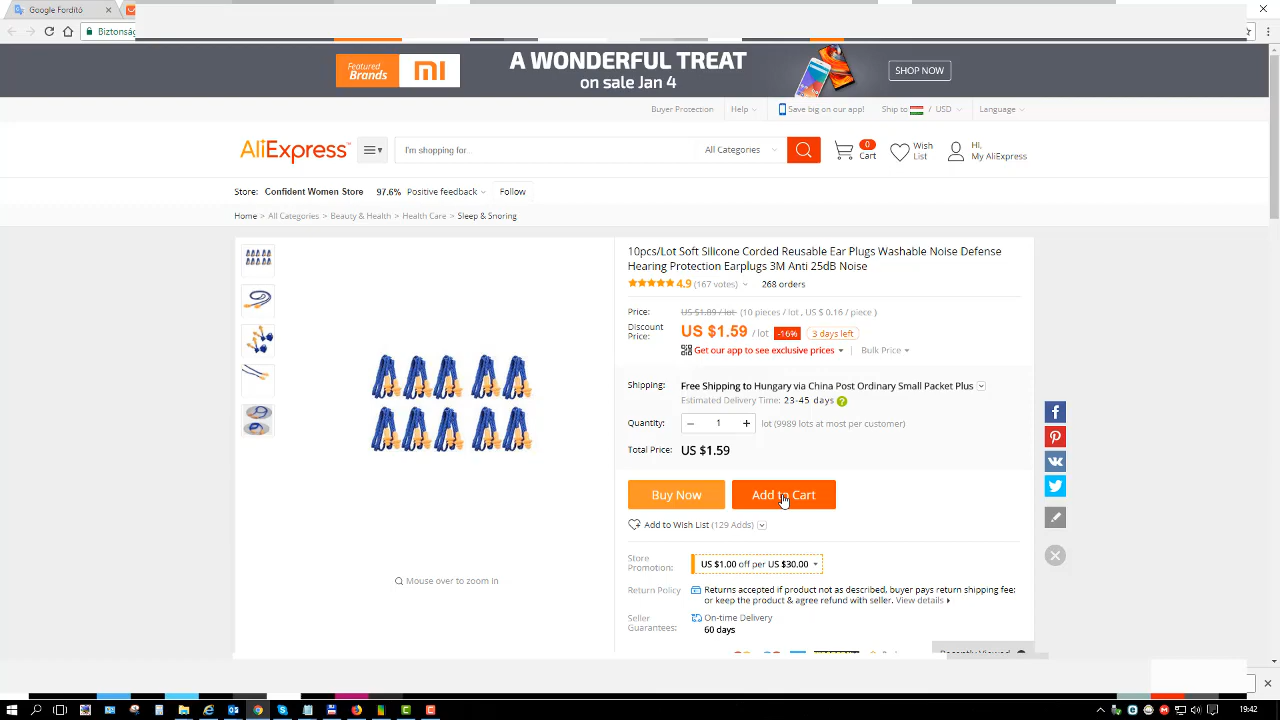 Google Fordító
Biztonság
Featured
Brands
A WONDERFUL TREAT
on sale Jan 4
SHOP NOW
Buyer Protection
Help
Save big on our app!
Ship to / USD
Language
AliExpress™
I'm shopping for...
All Categories
0
Cart
Wish
List
Hi,
My AliExpress
Store: Confident Women Store 97.6% Positive feedback Follow
Home > All Categories > Beauty & Health > Health Care > Sleep & Snoring
10pcs/Lot Soft Silicone Corded Reusable Ear Plugs Washable Noise Defense
Hearing Protection Earplugs 3M Anti 25dB Noise
4.9 (167 votes) 268 orders
Price: US $1.89 / lot (10 pieces / lot , US $ 0.16 / piece )
Discount
Price:
US $1.59 / lot -16% 3 days left
Get our app to see exclusive prices
Bulk Price
Shipping: Free Shipping to Hungary via China Post Ordinary Small Packet Plus
Estimated Delivery Time: 23-45 days ?
Quantity: – 1 + lot (9989 lots at most per customer)
Total Price: US $1.59
Buy Now
Add to Cart
Add to Wish List (129 Adds)
Mouse over to zoom in
Store
Promotion:
US $1.00 off per US $30.00
Return Policy
Returns accepted if product not as described, buyer pays return shipping fee;
or keep the product & agree refund with seller. View details
Seller
Guarantees:
On-time Delivery
60 days
Recently Viewed
19:42